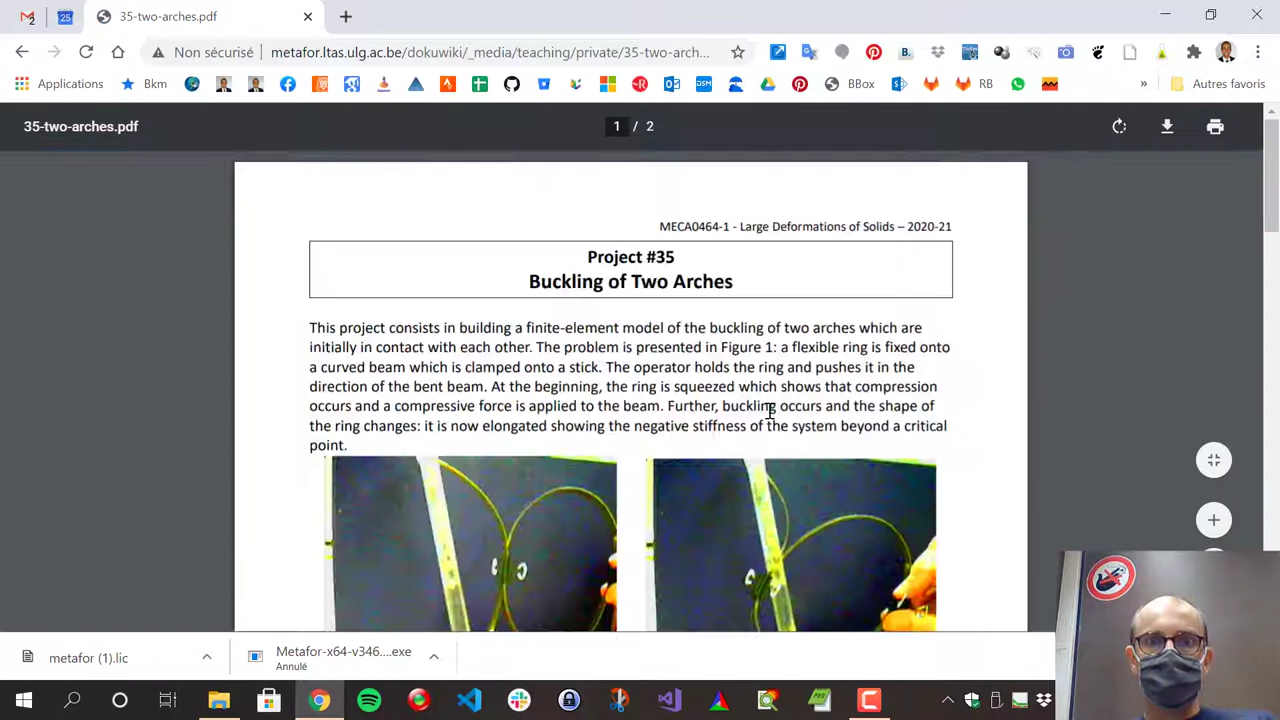 35-two-arches.pdf
Non sécurisé
metafor.ltas.ulg.ac.be/dokuwiki/_media/teaching/private/35-two-arch...
Applications
Bkm
BBox
RB
»
Autres favoris
35-two-arches.pdf
1 / 2
MECA0464-1 - Large Deformations of Solids – 2020-21
Project #35
Buckling of Two Arches
This project consists in building a finite-element model of the buckling of two arches which are
initially in contact with each other. The problem is presented in Figure 1: a flexible ring is fixed onto
a curved beam which is clamped onto a stick. The operator holds the ring and pushes it in the
direction of the bent beam. At the beginning, the ring is squeezed which shows that compression
occurs and a compressive force is applied to the beam. Further, buckling occurs and the shape of
the ring changes: it is now elongated showing the negative stiffness of the system beyond a critical
point.
metafor (1).lic
Metafor-x64-v346....exe
Annulé